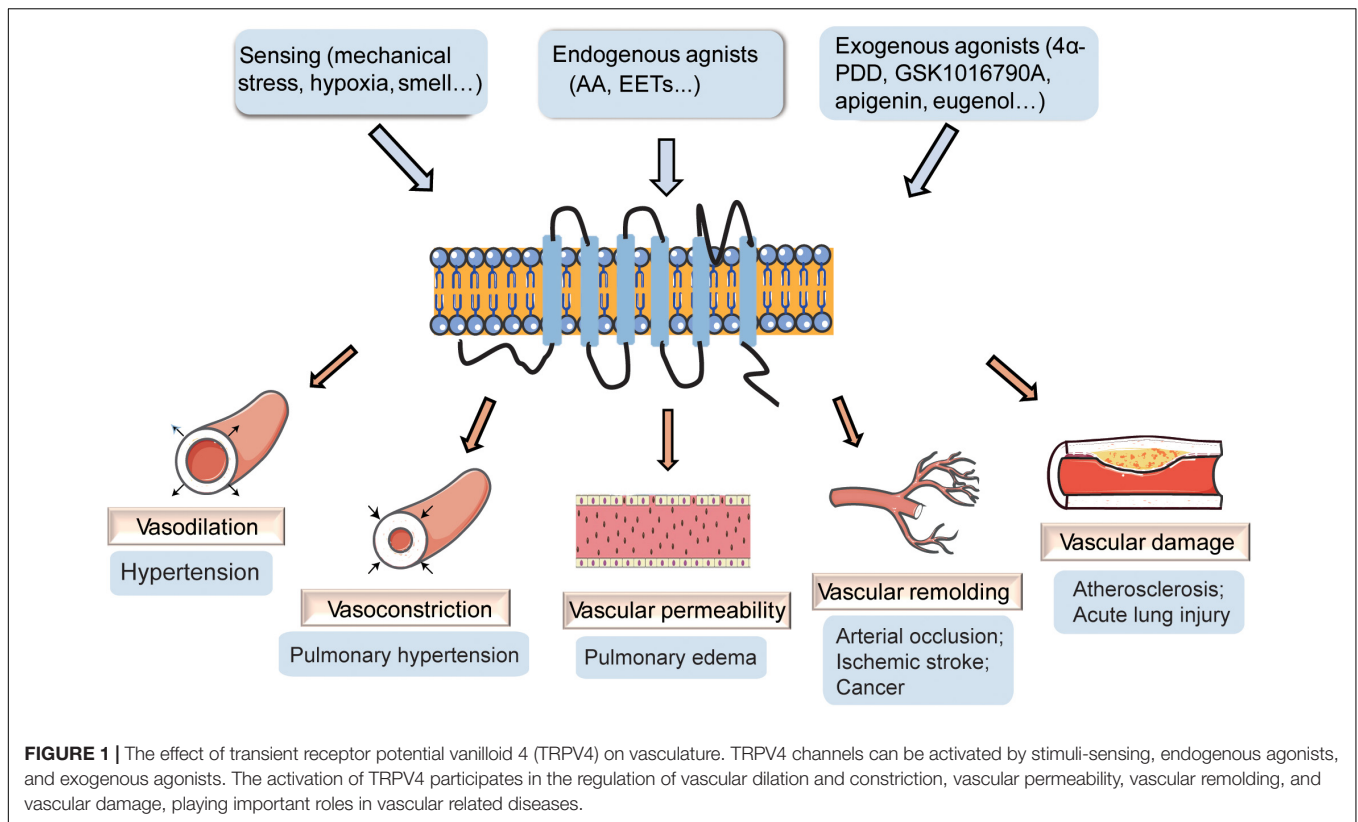 Sensing (mechanical
stress, hypoxia, smell...)
Endogenous agnists
(AA, EETs...)
Exogenous agonists (4α-
PDD, GSK1016790A,
apigenin, eugenol...)
Vasodilation
Hypertension
Vasoconstriction
Pulmonary hypertension
Vascular permeability
Pulmonary edema
Vascular remolding
Arterial occlusion;
Ischemic stroke;
Cancer
Vascular damage
Atherosclerosis;
Acute lung injury
FIGURE 1 | The effect of transient receptor potential vanilloid 4 (TRPV4) on vasculature. TRPV4 channels can be activated by stimuli-sensing, endogenous agonists,
and exogenous agonists. The activation of TRPV4 participates in the regulation of vascular dilation and constriction, vascular permeability, vascular remolding, and
vascular damage, playing important roles in vascular related diseases.